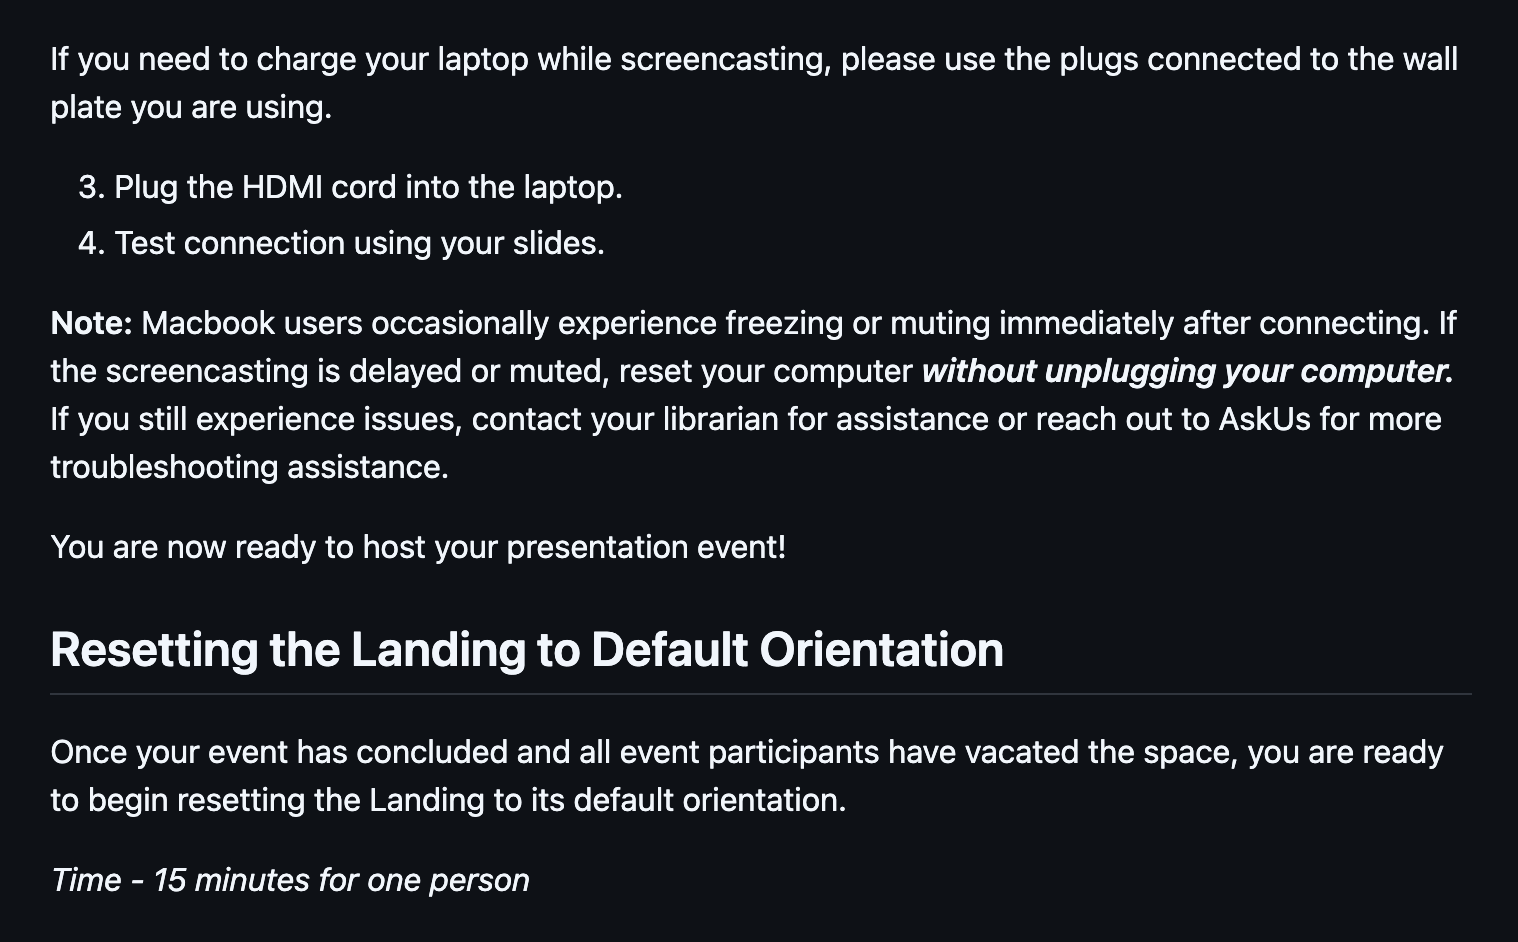 If you need to charge your laptop while screencasting, please use the plugs connected to the wall
plate you are using.
3. Plug the HDMI cord into the laptop.
4. Test connection using your slides.
Note: Macbook users occasionally experience freezing or muting immediately after connecting. If
the screencasting is delayed or muted, reset your computer without unplugging your computer.
If you still experience issues, contact your librarian for assistance or reach out to AskUs for more
troubleshooting assistance.
You are now ready to host your presentation event!
Resetting the Landing to Default Orientation
Once your event has concluded and all event participants have vacated the space, you are ready
to begin resetting the Landing to its default orientation.
Time - 15 minutes for one person